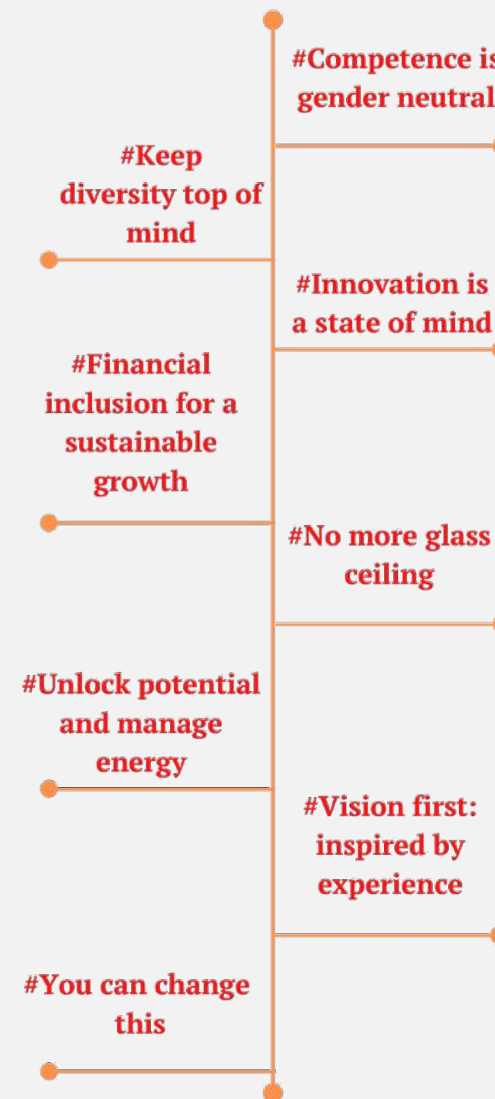 #Competence is
gender neutral
#Keep
diversity top of
mind
#Innovation is
a state of mind
#Financial
inclusion for a
sustainable
growth
#No more glass
ceiling
#Unlock potential
and manage
energy
#Vision first:
inspired by
experience
#You can change
this